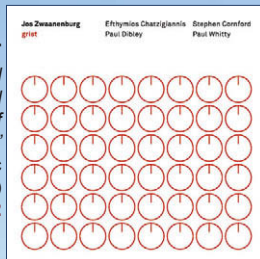 Jos Zwaanenburg Efthymios Chatzigiannis Stephen Cornford
grist Paul Dibley Paul Whitty